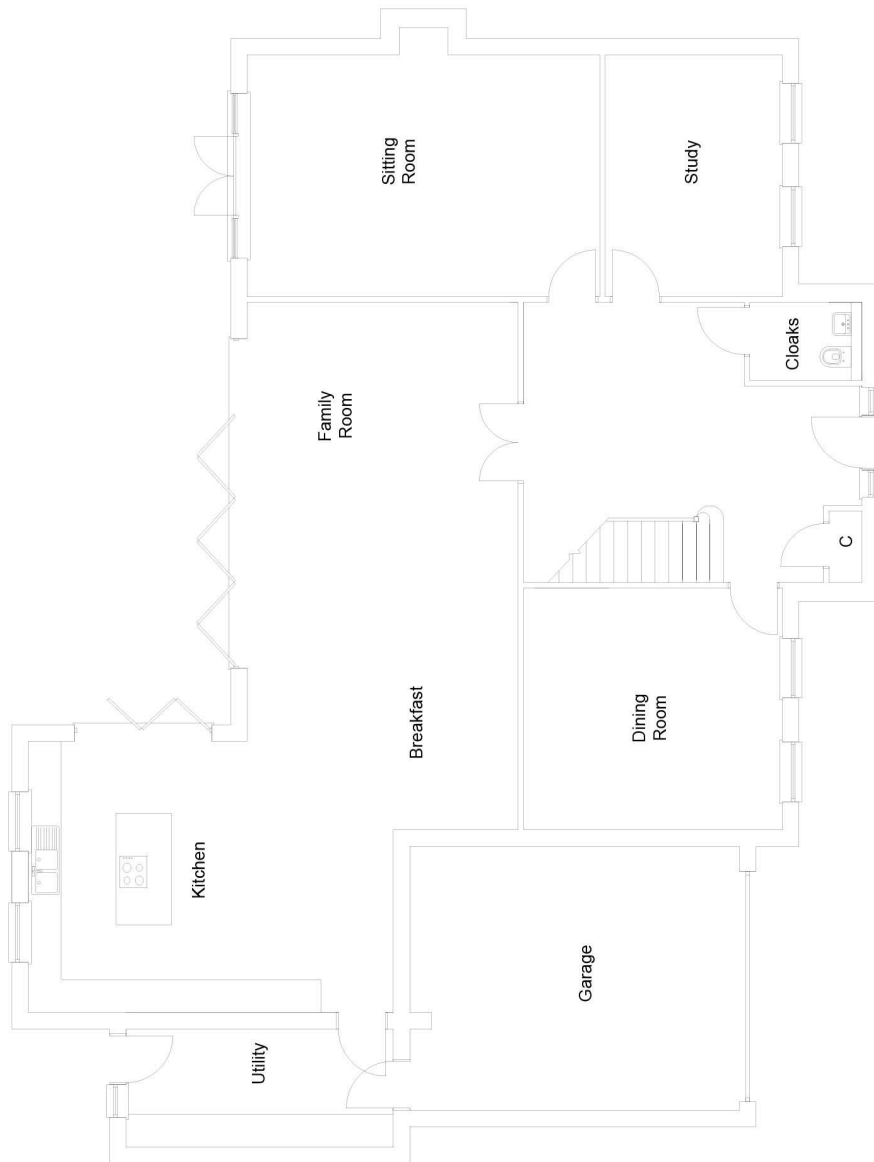 Sitting
Room
Study
Family
Room
Cloaks
Breakfast
Dining
Room
C
Kitchen
Garage
Utility